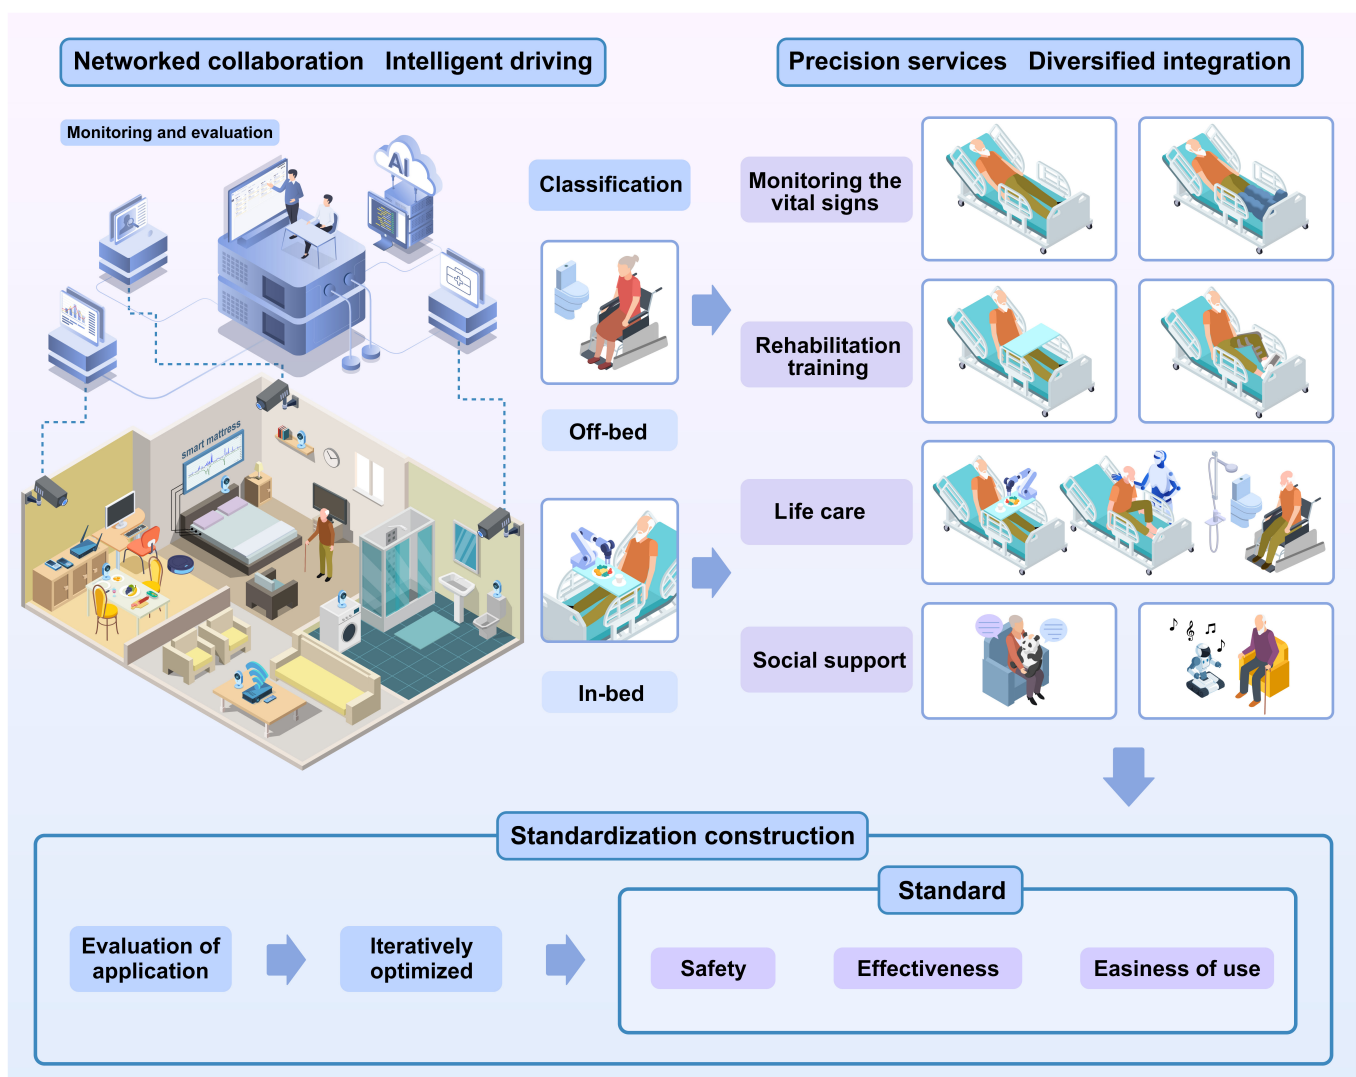 Networked collaboration Intelligent driving
Precision services Diversified integration
Monitoring and evaluation
AI
smart mattress
Classification
Off-bed
In-bed
Monitoring the
vital signs
Rehabilitation
training
Life care
Social support
Standardization construction
Evaluation of
application
Iteratively
optimized
Standard
Safety
Effectiveness
Easiness of use